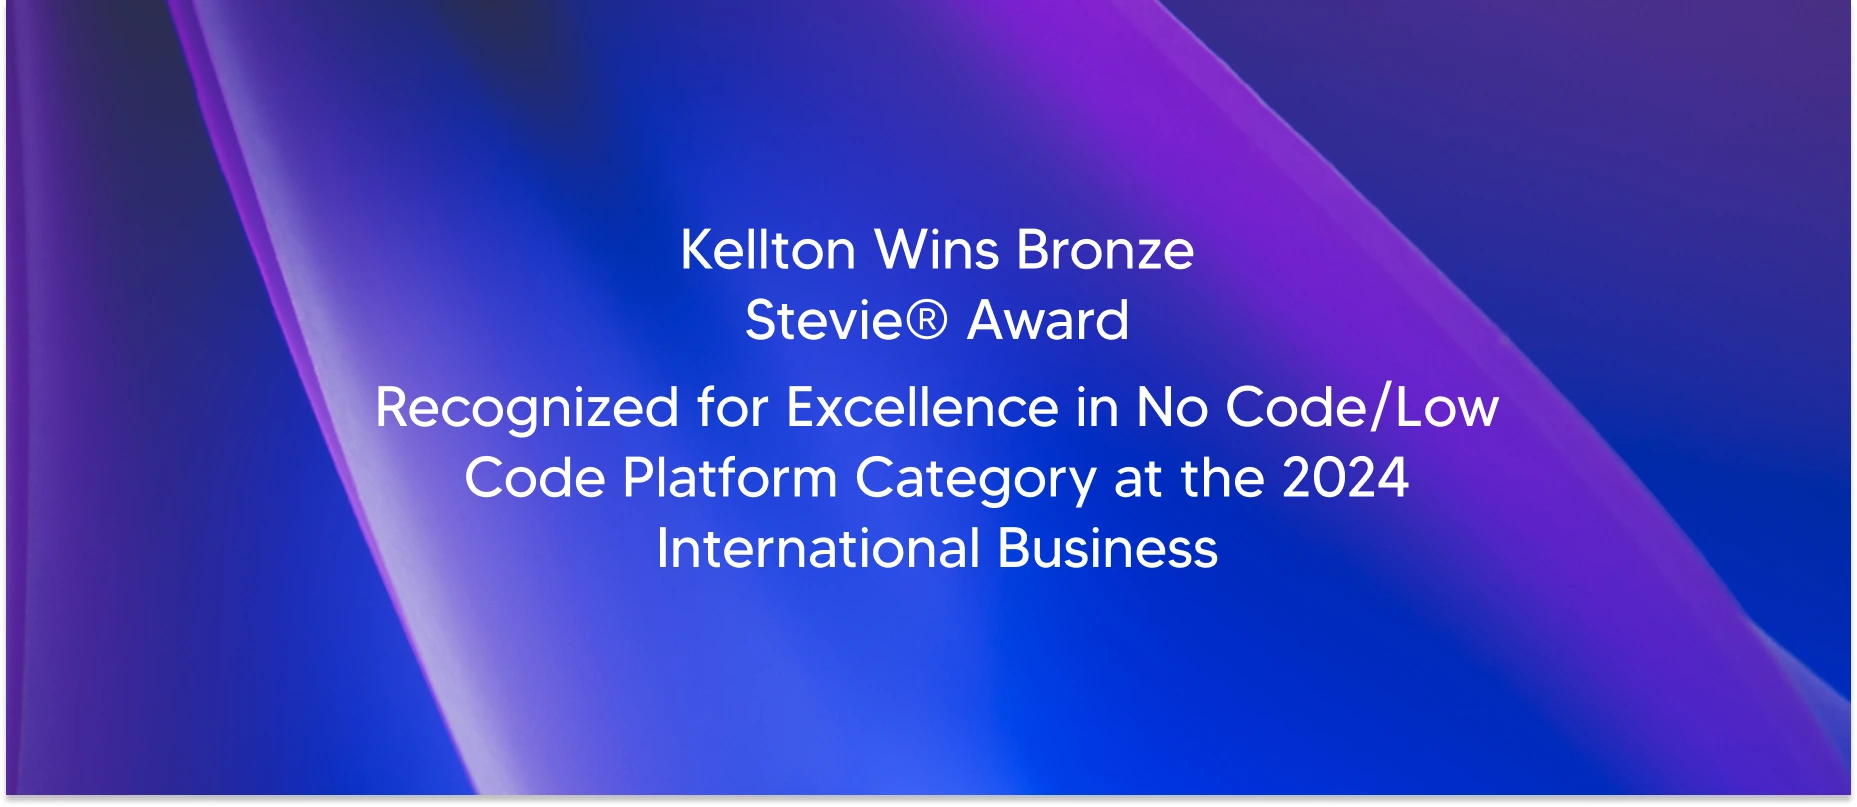 Kellton Wins Bronze
Stevie® Award
Recognized for Excellence in No Code/Low
Code Platform Category at the 2024
International Business